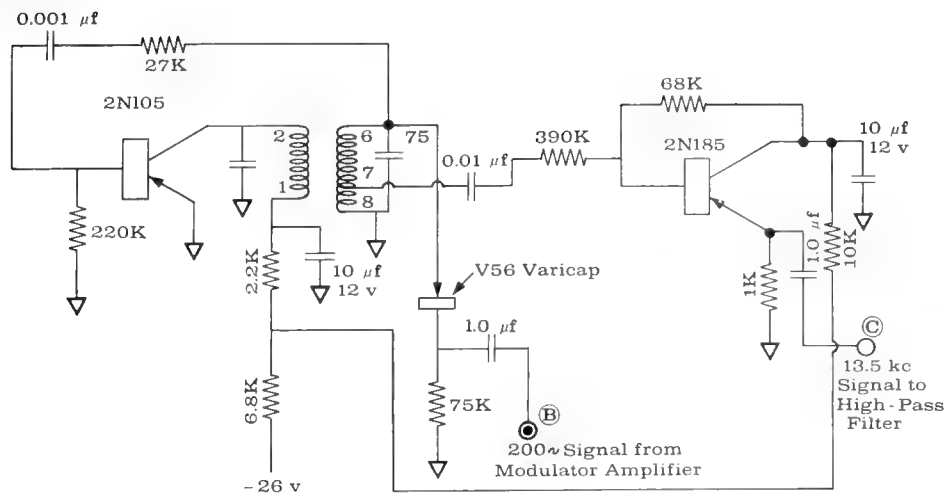 0.001 μf
27K
2N105
220K
2
1
6
75
7
8
0.01 μf
390K
68K
2N185
10 μf
12 v
1.0 μf
10K
1K
2.2K
10 μf
12 v
V56 Varicap
1.0 μf
75K
B
200~ Signal from
Modulator Amplifier
C
13.5 kc
Signal to
High-Pass
Filter
6.8K
-26 v